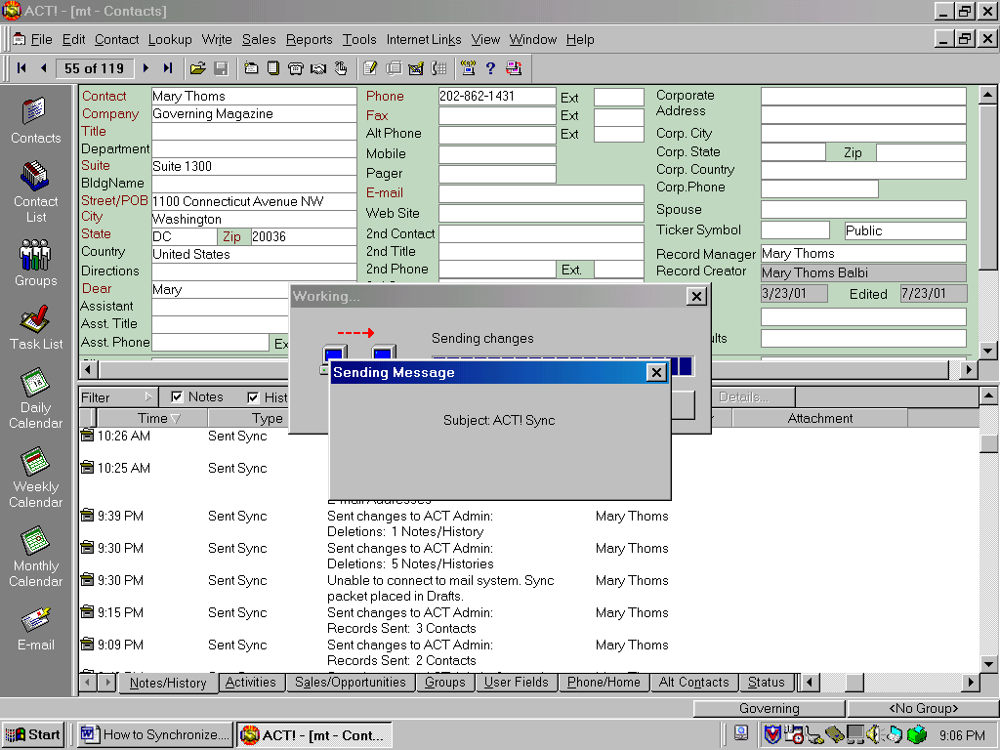 ACT! - [mt - Contacts]
File Edit Contact Lookup Write Sales Reports Tools Internet Links View Window Help
55 of 119
Contacts
Contact
List
Groups
Task List
Daily
Calendar
Weekly
Calendar
Monthly
Calendar
E-mail
Contact Mary Thoms
Company Governing Magazine
Title
Department
Suite Suite 1300
BldgName
Street/POB 1100 Connecticut Avenue NW
City Washington
State DC Zip 20036
Country United States
Directions
Dear Mary
Assistant
Asst. Title
Asst. Phone
Phone 202-862-1431 Ext
Fax Ext
Alt Phone Ext
Mobile
Pager
E-mail
Web Site
2nd Contact
2nd Title
2nd Phone Ext.
Corporate
Address
Corp. City
Corp. State Zip
Corp. Country
Corp.Phone
Spouse
Ticker Symbol Public
Record Manager Mary Thoms
Record Creator Mary Thoms Balbi
3/23/01 Edited 7/23/01
Working...
Sending changes
Sending Message
Subject: ACT! Sync
Filter Notes Hist Details...
Time Type Attachment
10:26 AM Sent Sync
10:25 AM Sent Sync
E-mail Addresses
9:39 PM Sent Sync Sent changes to ACT Admin: Mary Thoms
Deletions: 1 Notes/History
9:30 PM Sent Sync Sent changes to ACT Admin: Mary Thoms
Deletions: 5 Notes/Histories
9:30 PM Sent Sync Unable to connect to mail system. Sync Mary Thoms
packet placed in Drafts.
9:15 PM Sent Sync Sent changes to ACT Admin: Mary Thoms
Records Sent: 3 Contacts
9:09 PM Sent Sync Sent changes to ACT Admin: Mary Thoms
Records Sent: 2 Contacts
Notes/History Activities Sales/Opportunities Groups User Fields Phone/Home Alt Contacts Status
Governing <No Group>
Start How to Synchronize... ACT! - [mt - Cont... 9:06 PM